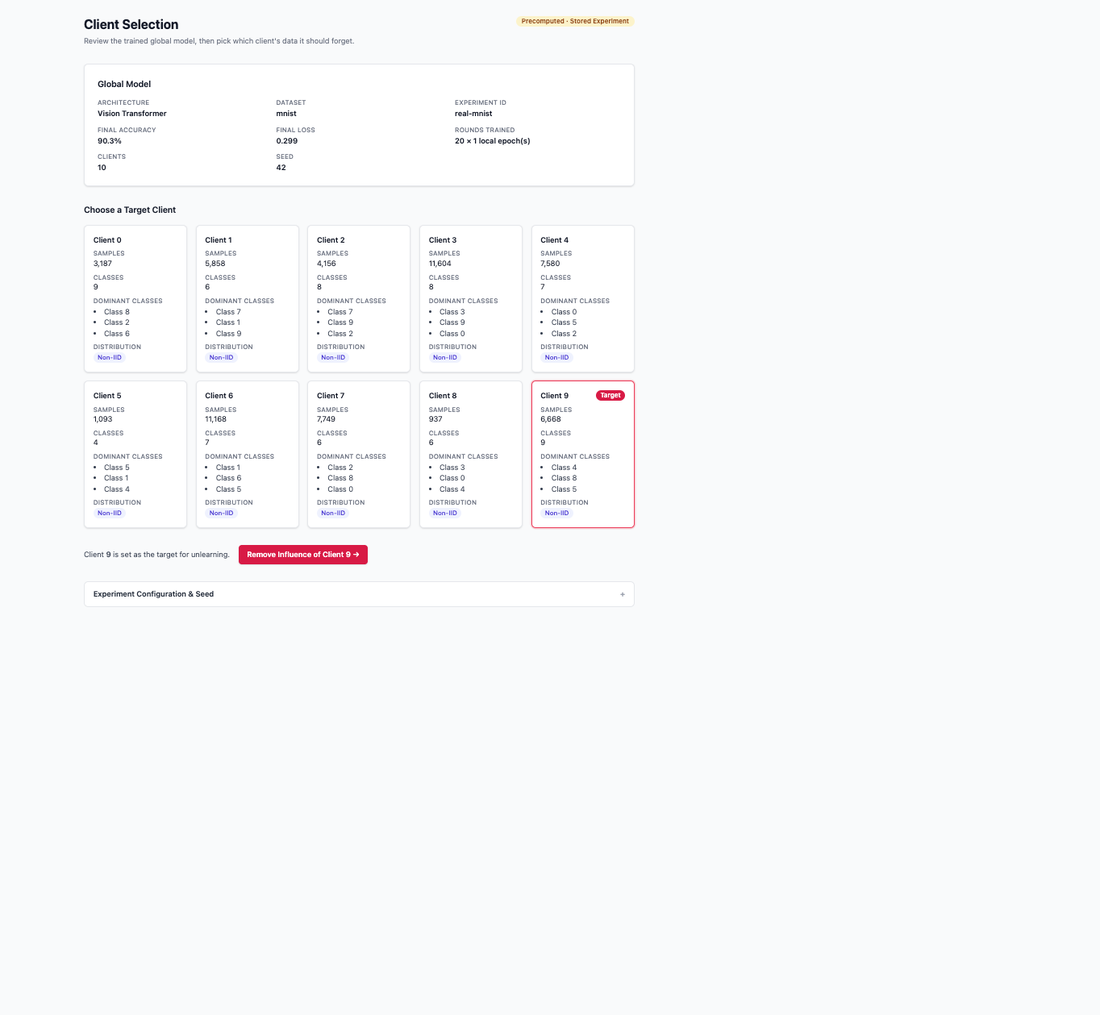 Client Selection
Precomputed · Stored Experiment
Review the trained global model, then pick which client's data it should forget.
Global Model
ARCHITECTURE
Vision Transformer
DATASET
mnist
EXPERIMENT ID
real-mnist
FINAL ACCURACY
90.3%
FINAL LOSS
0.299
ROUNDS TRAINED
20 × 1 local epoch(s)
CLIENTS
10
SEED
42
Choose a Target Client
Client 0
SAMPLES
3,187
CLASSES
9
DOMINANT CLASSES
• Class 8
• Class 2
• Class 6
DISTRIBUTION
Non-IID
Client 1
SAMPLES
5,858
CLASSES
6
DOMINANT CLASSES
• Class 7
• Class 1
• Class 9
DISTRIBUTION
Non-IID
Client 2
SAMPLES
4,156
CLASSES
8
DOMINANT CLASSES
• Class 7
• Class 9
• Class 2
DISTRIBUTION
Non-IID
Client 3
SAMPLES
11,604
CLASSES
8
DOMINANT CLASSES
• Class 3
• Class 9
• Class 0
DISTRIBUTION
Non-IID
Client 4
SAMPLES
7,580
CLASSES
7
DOMINANT CLASSES
• Class 0
• Class 5
• Class 2
DISTRIBUTION
Non-IID
Client 5
SAMPLES
1,093
CLASSES
4
DOMINANT CLASSES
• Class 5
• Class 1
• Class 4
DISTRIBUTION
Non-IID
Client 6
SAMPLES
11,168
CLASSES
7
DOMINANT CLASSES
• Class 1
• Class 6
• Class 5
DISTRIBUTION
Non-IID
Client 7
SAMPLES
7,749
CLASSES
6
DOMINANT CLASSES
• Class 2
• Class 8
• Class 0
DISTRIBUTION
Non-IID
Client 8
SAMPLES
937
CLASSES
6
DOMINANT CLASSES
• Class 3
• Class 0
• Class 4
DISTRIBUTION
Non-IID
Client 9
Target
SAMPLES
6,668
CLASSES
9
DOMINANT CLASSES
• Class 4
• Class 8
• Class 5
DISTRIBUTION
Non-IID
Client 9 is set as the target for unlearning.
Remove Influence of Client 9 →
Experiment Configuration & Seed
+